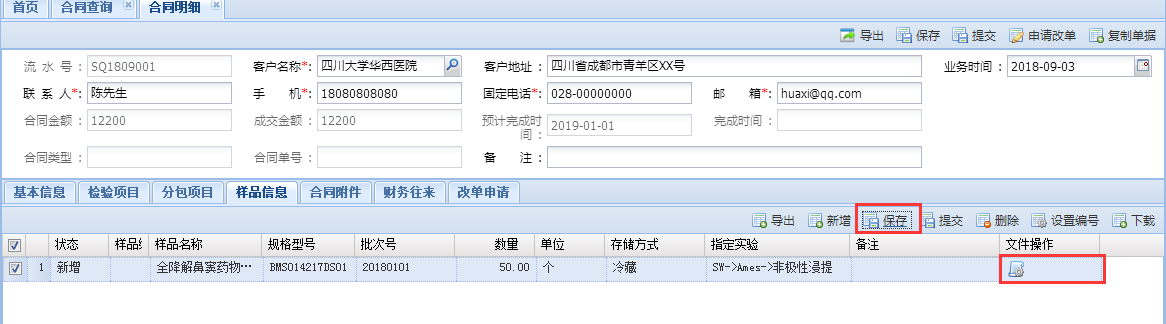 首页 合同查询 合同明细
导出 保存 提交 申请改单 复制单据
流 水 号 : SQ1809001 客户名称*: 四川大学华西医院 客户地址 : 四川省成都市青羊区XX号 业务时间 : 2018-09-03
联 系 人*: 陈先生 手 机*: 18080808080 固定电话*: 028-00000000 邮 箱*: huaxi@qq.com
合同金额 : 12200 成交金额 : 12200 预计完成时间 : 2019-01-01 完成时间 :
合同类型 : 合同单号 : 备 注 :
基本信息 检验项目 分包项目 样品信息 合同附件 财务往来 改单申请
导出 新增 保存 提交 删除 设置编号 下载
状态 样品 样品名称 规格型号 批次号 数量 单位 存储方式 指定实验 备注 文件操作
1 新增 全降解鼻窦药物… BMS014217DS01 20180101 50.00 个 冷藏 SW->Ames->非极性浸提